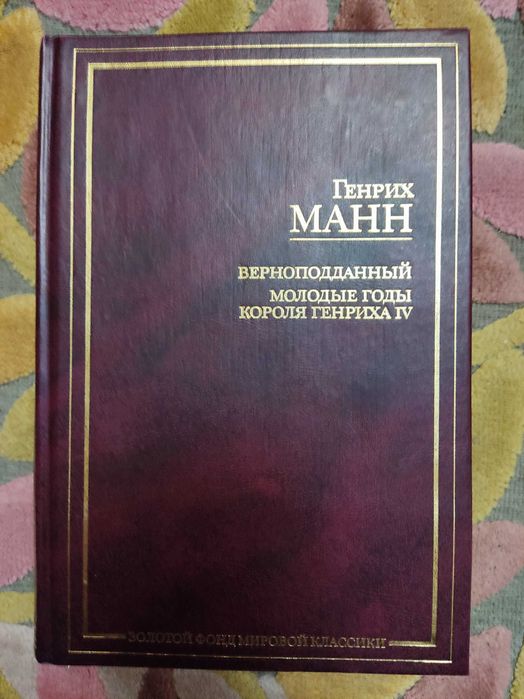 ГЕНРИХ
МАНН
ВЕРНОПОДДАННЫЙ
МОЛОДЫЕ ГОДЫ
КОРОЛЯ ГЕНРИХА IV
ЗОЛОТОЙ ФОНД МИРОВОЙ КЛАССИКИ